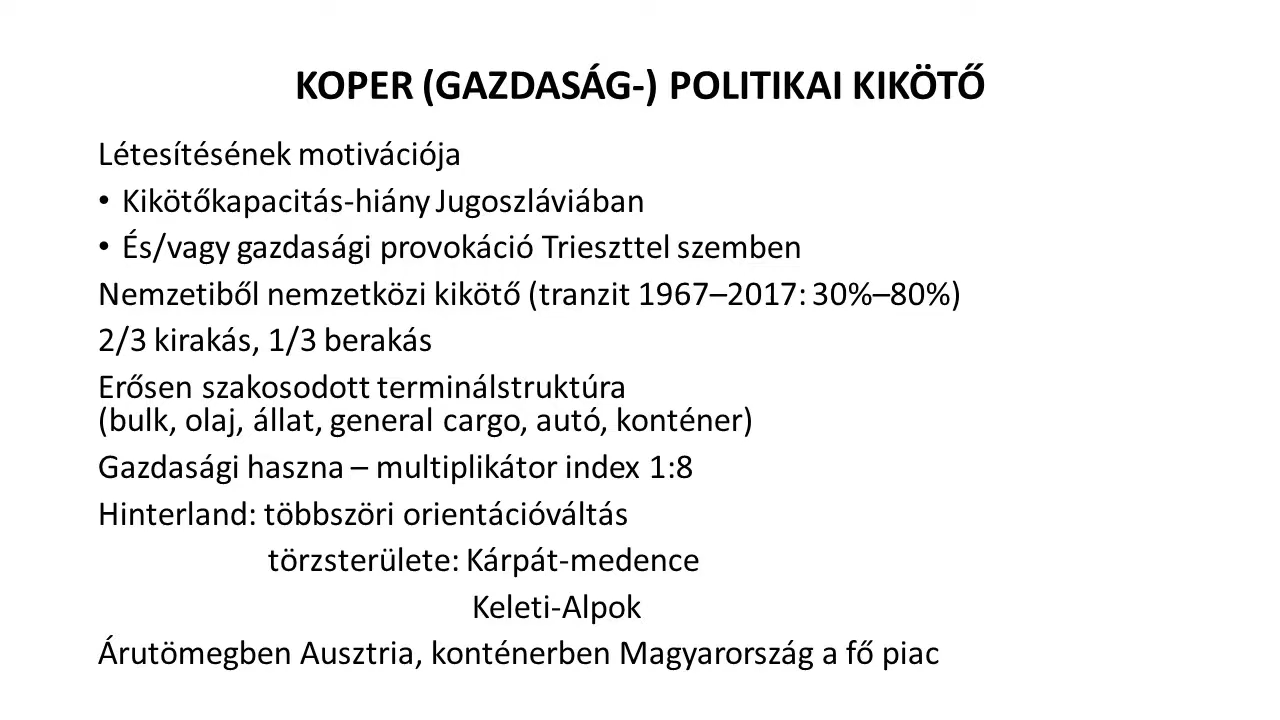 KOPER (GAZDASÁG-) POLITIKAI KIKÖTŐ
Létesítésének motivációja
• Kikötőkapacitás-hiány Jugoszláviában
• És/vagy gazdasági provokáció Trieszttel szemben
Nemzetiből nemzetközi kikötő (tranzit 1967–2017: 30%–80%)
2/3 kirakás, 1/3 berakás
Erősen szakosodott terminálstruktúra
(bulk, olaj, állat, general cargo, autó, konténer)
Gazdasági haszna – multiplikátor index 1:8
Hinterland: többszöri orientációváltás
törzsterülete: Kárpát-medence
Keleti-Alpok
Árutömegben Ausztria, konténerben Magyarország a fő piac